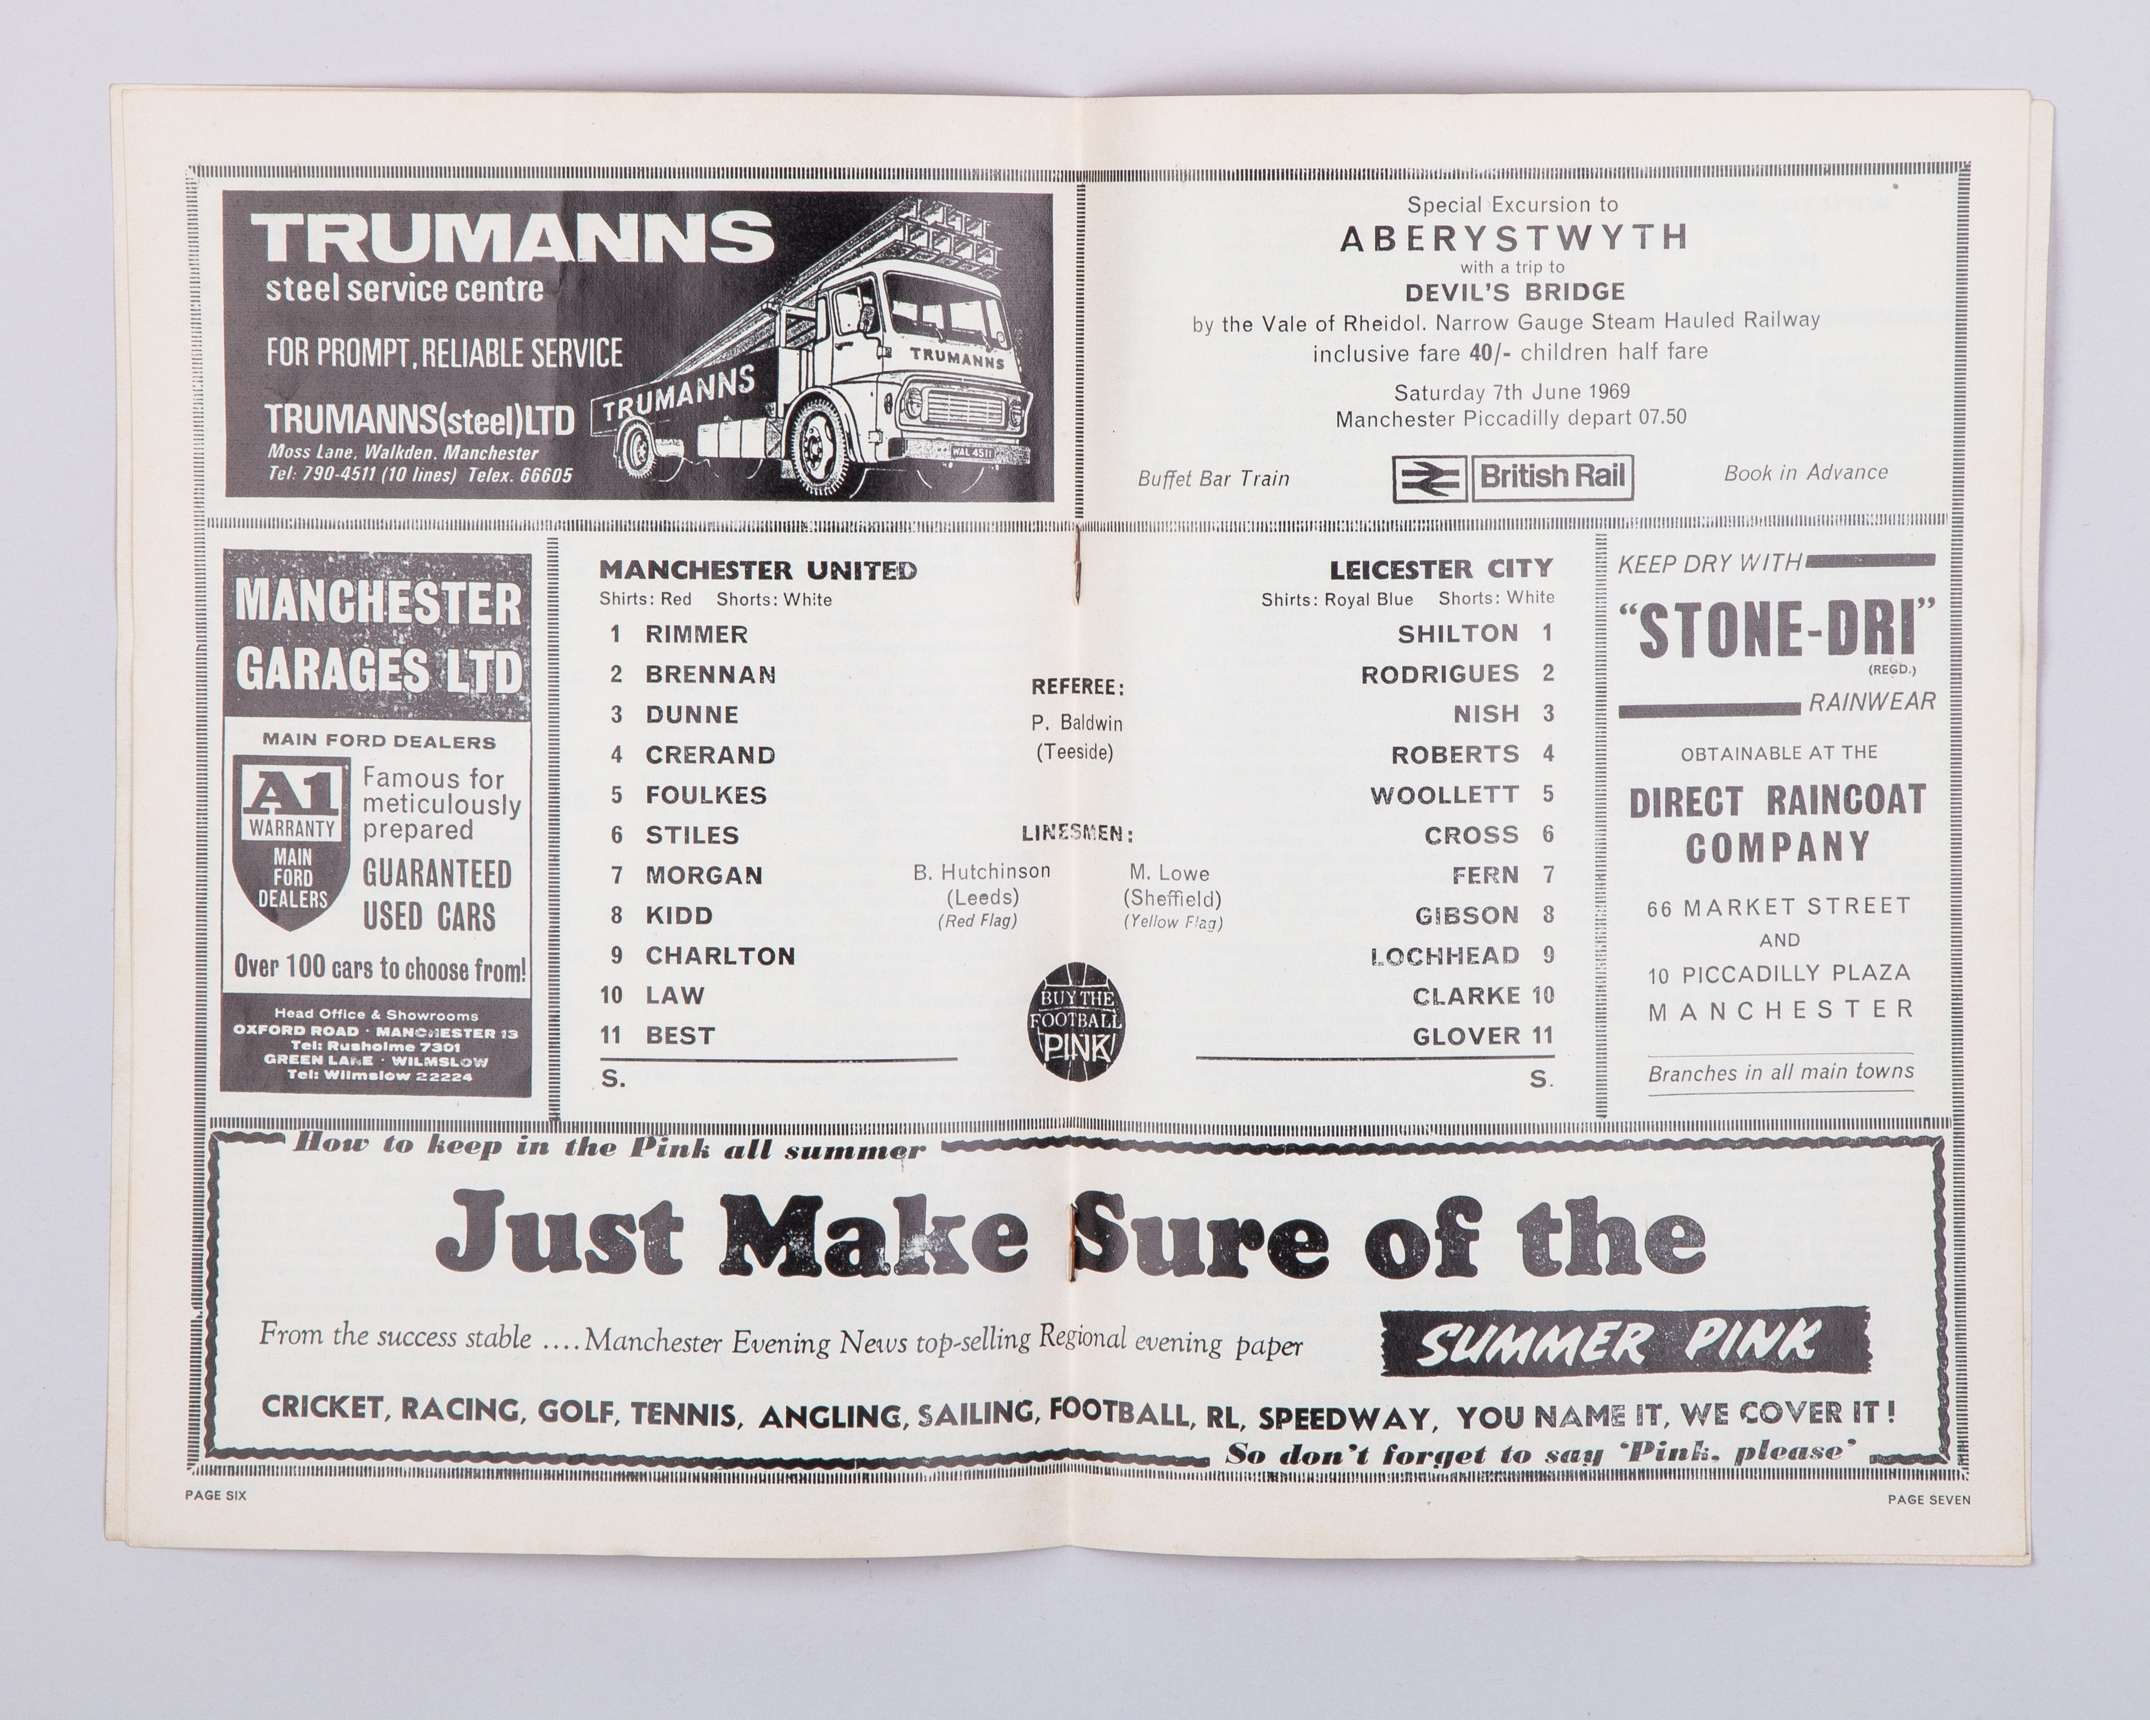 TRUMANNS
steel service centre
FOR PROMPT, RELIABLE SERVICE
TRUMANNS(steel)LTD
Moss Lane, Walkden, Manchester
Tel: 790-4511 (10 lines) Telex. 66605
TRUMANNS
TRUMANNS
WAL 4511
Special Excursion to
ABERYSTWYTH
with a trip to
DEVIL'S BRIDGE
by the Vale of Rheidol. Narrow Gauge Steam Hauled Railway
inclusive fare 40/- children half fare
Saturday 7th June 1969
Manchester Piccadilly depart 07.50
Buffet Bar Train
British Rail
Book in Advance
MANCHESTER
GARAGES LTD
MAIN FORD DEALERS
A1
WARRANTY
MAIN
FORD
DEALERS
Famous for
meticulously
prepared
GUARANTEED
USED CARS
Over 100 cars to choose from!
Head Office & Showrooms
OXFORD ROAD · MANCHESTER 13
Tel: Rusholme 7301
GREEN LANE · WILMSLOW
Tel: Wilmslow 22224
MANCHESTER UNITED
Shirts: Red Shorts: White
1 RIMMER
2 BRENNAN
3 DUNNE
4 CRERAND
5 FOULKES
6 STILES
7 MORGAN
8 KIDD
9 CHARLTON
10 LAW
11 BEST
S.
REFEREE:
P. Baldwin
(Teeside)
LINESMEN:
B. Hutchinson
(Leeds)
(Red Flag)
M. Lowe
(Sheffield)
(Yellow Flag)
BUY THE
FOOTBALL
PINK
LEICESTER CITY
Shirts: Royal Blue Shorts: White
SHILTON 1
RODRIGUES 2
NISH 3
ROBERTS 4
WOOLLETT 5
CROSS 6
FERN 7
GIBSON 8
LOCHHEAD 9
CLARKE 10
GLOVER 11
S.
KEEP DRY WITH
"STONE-DRI"
(REGD.)
RAINWEAR
OBTAINABLE AT THE
DIRECT RAINCOAT
COMPANY
66 MARKET STREET
AND
10 PICCADILLY PLAZA
MANCHESTER
Branches in all main towns
How to keep in the Pink all summer
Just Make Sure of the
From the success stable ....Manchester Evening News top-selling Regional evening paper
SUMMER PINK
CRICKET, RACING, GOLF, TENNIS, ANGLING, SAILING, FOOTBALL, RL, SPEEDWAY, YOU NAME IT, WE COVER IT!
So don't forget to say 'Pink, please'
PAGE SIX
PAGE SEVEN